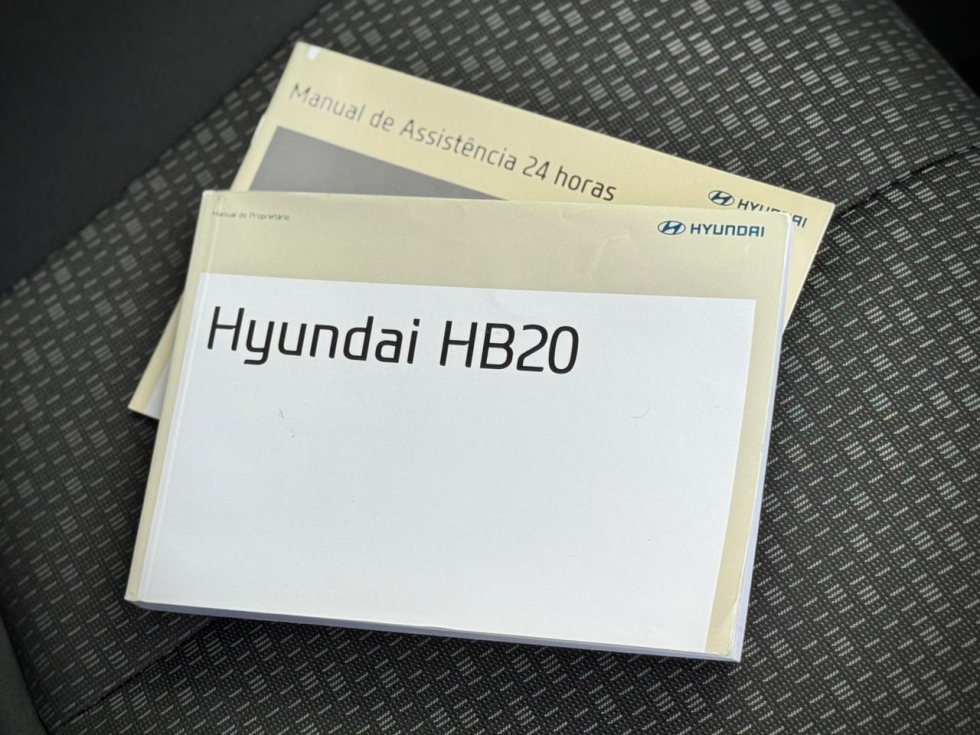 Manual de Assistência 24 horas
HYUNDAI
Manual do Proprietário
HYUNDAI
Hyundai HB20